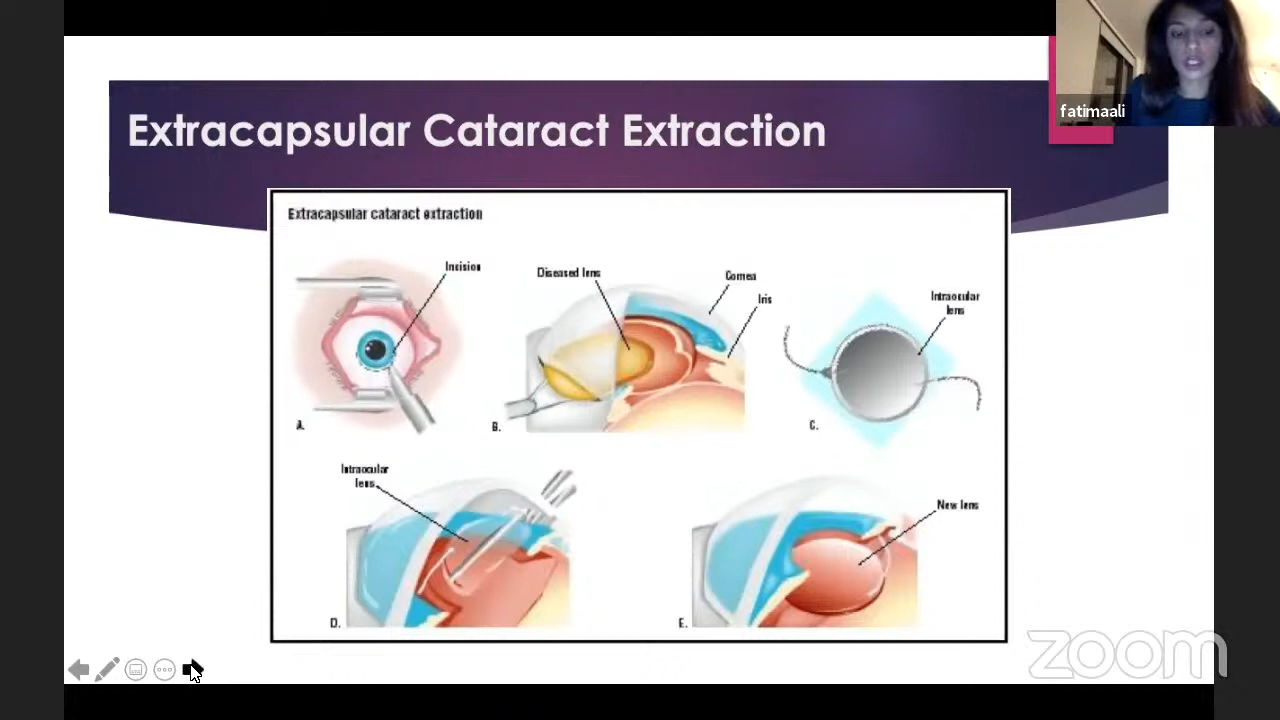 fatimaali
Extracapsular Cataract Extraction
Extracapsular cataract extraction
Incision
Diseased lens
Cornea
Iris
Intraocular
lens
A.
B.
C.
Intraocular
lens
New lens
D.
E.
zoom